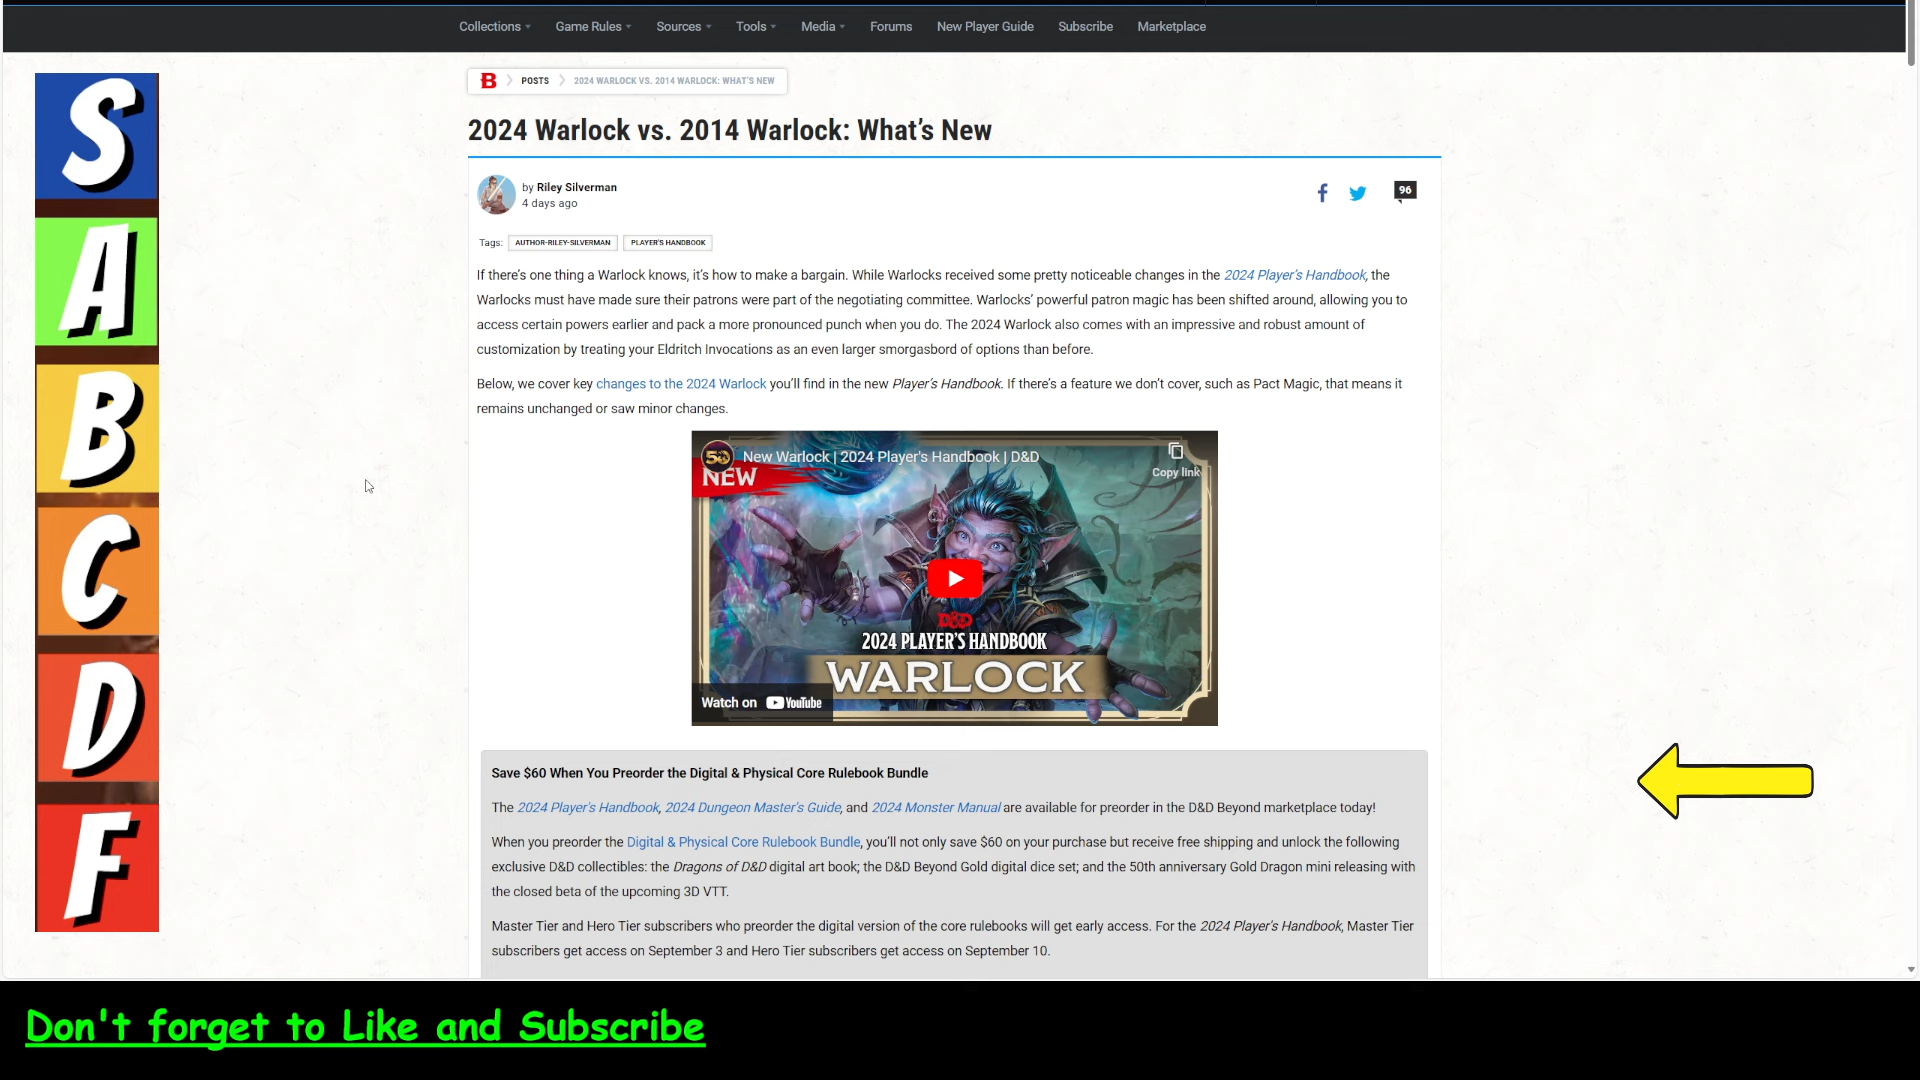 Collections
Game Rules
Sources
Tools
Media
Forums
New Player Guide
Subscribe
Marketplace
S
A
B
C
D
F
B
POSTS
2024 WARLOCK VS. 2014 WARLOCK: WHAT'S NEW
2024 Warlock vs. 2014 Warlock: What's New
by Riley Silverman
4 days ago
96
Tags: AUTHOR-RILEY-SILVERMAN PLAYER'S HANDBOOK
If there's one thing a Warlock knows, it's how to make a bargain. While Warlocks received some pretty noticeable changes in the 2024 Player's Handbook, the
Warlocks must have made sure their patrons were part of the negotiating committee. Warlocks' powerful patron magic has been shifted around, allowing you to
access certain powers earlier and pack a more pronounced punch when you do. The 2024 Warlock also comes with an impressive and robust amount of
customization by treating your Eldritch Invocations as an even larger smorgasbord of options than before.
Below, we cover key changes to the 2024 Warlock you'll find in the new Player's Handbook. If there's a feature we don't cover, such as Pact Magic, that means it
remains unchanged or saw minor changes.
50
New Warlock | 2024 Player's Handbook | D&D
Copy link
NEW
D&D
2024 PLAYER'S HANDBOOK
WARLOCK
Watch on YouTube
Save $60 When You Preorder the Digital & Physical Core Rulebook Bundle
The 2024 Player's Handbook, 2024 Dungeon Master's Guide, and 2024 Monster Manual are available for preorder in the D&D Beyond marketplace today!
When you preorder the Digital & Physical Core Rulebook Bundle, you'll not only save $60 on your purchase but receive free shipping and unlock the following
exclusive D&D collectibles: the Dragons of D&D digital art book; the D&D Beyond Gold digital dice set; and the 50th anniversary Gold Dragon mini releasing with
the closed beta of the upcoming 3D VTT.
Master Tier and Hero Tier subscribers who preorder the digital version of the core rulebooks will get early access. For the 2024 Player's Handbook, Master Tier
subscribers get access on September 3 and Hero Tier subscribers get access on September 10.
Don't forget to Like and Subscribe